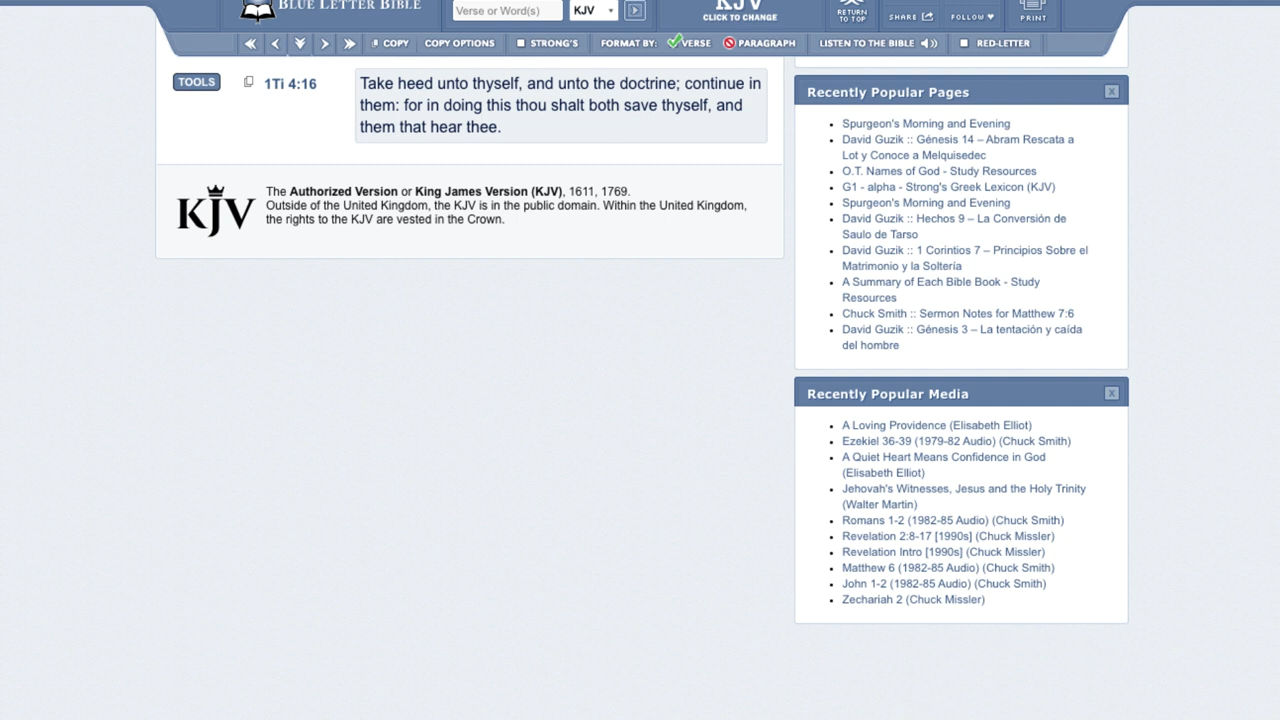 BLUE LETTER BIBLE
Verse or Word(s)
KJV
KJV
CLICK TO CHANGE
RETURN
TO TOP
SHARE
FOLLOW
PRINT
COPY
COPY OPTIONS
STRONG'S
FORMAT BY:
VERSE
PARAGRAPH
LISTEN TO THE BIBLE
RED-LETTER
TOOLS
1Ti 4:16
Take heed unto thyself, and unto the doctrine; continue in
them: for in doing this thou shalt both save thyself, and
them that hear thee.
KJV
The Authorized Version or King James Version (KJV), 1611, 1769.
Outside of the United Kingdom, the KJV is in the public domain. Within the United Kingdom,
the rights to the KJV are vested in the Crown.
Recently Popular Pages
X
Spurgeon's Morning and Evening
David Guzik :: Génesis 14 – Abram Rescata a
Lot y Conoce a Melquisedec
O.T. Names of God - Study Resources
G1 - alpha - Strong's Greek Lexicon (KJV)
Spurgeon's Morning and Evening
David Guzik :: Hechos 9 – La Conversión de
Saulo de Tarso
David Guzik :: 1 Corintios 7 – Principios Sobre el
Matrimonio y la Soltería
A Summary of Each Bible Book - Study
Resources
Chuck Smith :: Sermon Notes for Matthew 7:6
David Guzik :: Génesis 3 – La tentación y caída
del hombre
Recently Popular Media
X
A Loving Providence (Elisabeth Elliot)
Ezekiel 36-39 (1979-82 Audio) (Chuck Smith)
A Quiet Heart Means Confidence in God
(Elisabeth Elliot)
Jehovah's Witnesses, Jesus and the Holy Trinity
(Walter Martin)
Romans 1-2 (1982-85 Audio) (Chuck Smith)
Revelation 2:8-17 [1990s] (Chuck Missler)
Revelation Intro [1990s] (Chuck Missler)
Matthew 6 (1982-85 Audio) (Chuck Smith)
John 1-2 (1982-85 Audio) (Chuck Smith)
Zechariah 2 (Chuck Missler)